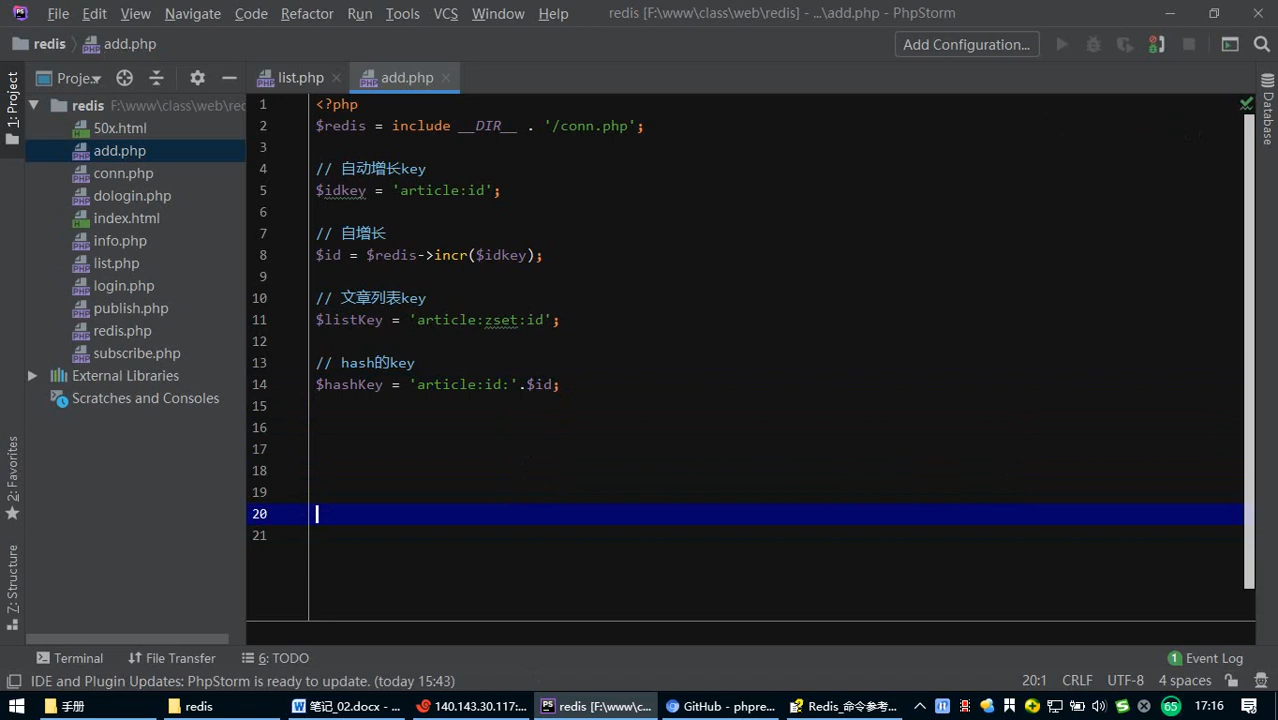 File Edit View Navigate Code Refactor Run Tools VCS Window Help redis [F:\www\class\web\redis] - ...\add.php - PhpStorm
redis add.php Add Configuration...
1: Project
Proje...
list.php
add.php
Database
redis F:\www\class\web\red
50x.html
add.php
conn.php
dologin.php
index.html
info.php
list.php
login.php
publish.php
redis.php
subscribe.php
External Libraries
Scratches and Consoles
1 <?php
2 $redis = include __DIR__ . '/conn.php';
3
4 // 自动增长key
5 $idkey = 'article:id';
6
7 // 自增长
8 $id = $redis->incr($idkey);
9
10 // 文章列表key
11 $listKey = 'article:zset:id';
12
13 // hash的key
14 $hashKey = 'article:id:'.$id;
15
16
17
18
19
20
21
2: Favorites
7: Structure
Terminal File Transfer 6: TODO 1 Event Log
IDE and Plugin Updates: PhpStorm is ready to update. (today 15:43) 20:1 CRLF UTF-8 4 spaces
手册 redis 笔记_02.docx - ... 140.143.30.117:... redis [F:\www\c... GitHub - phpre... Redis_命令参考... 65 17:16